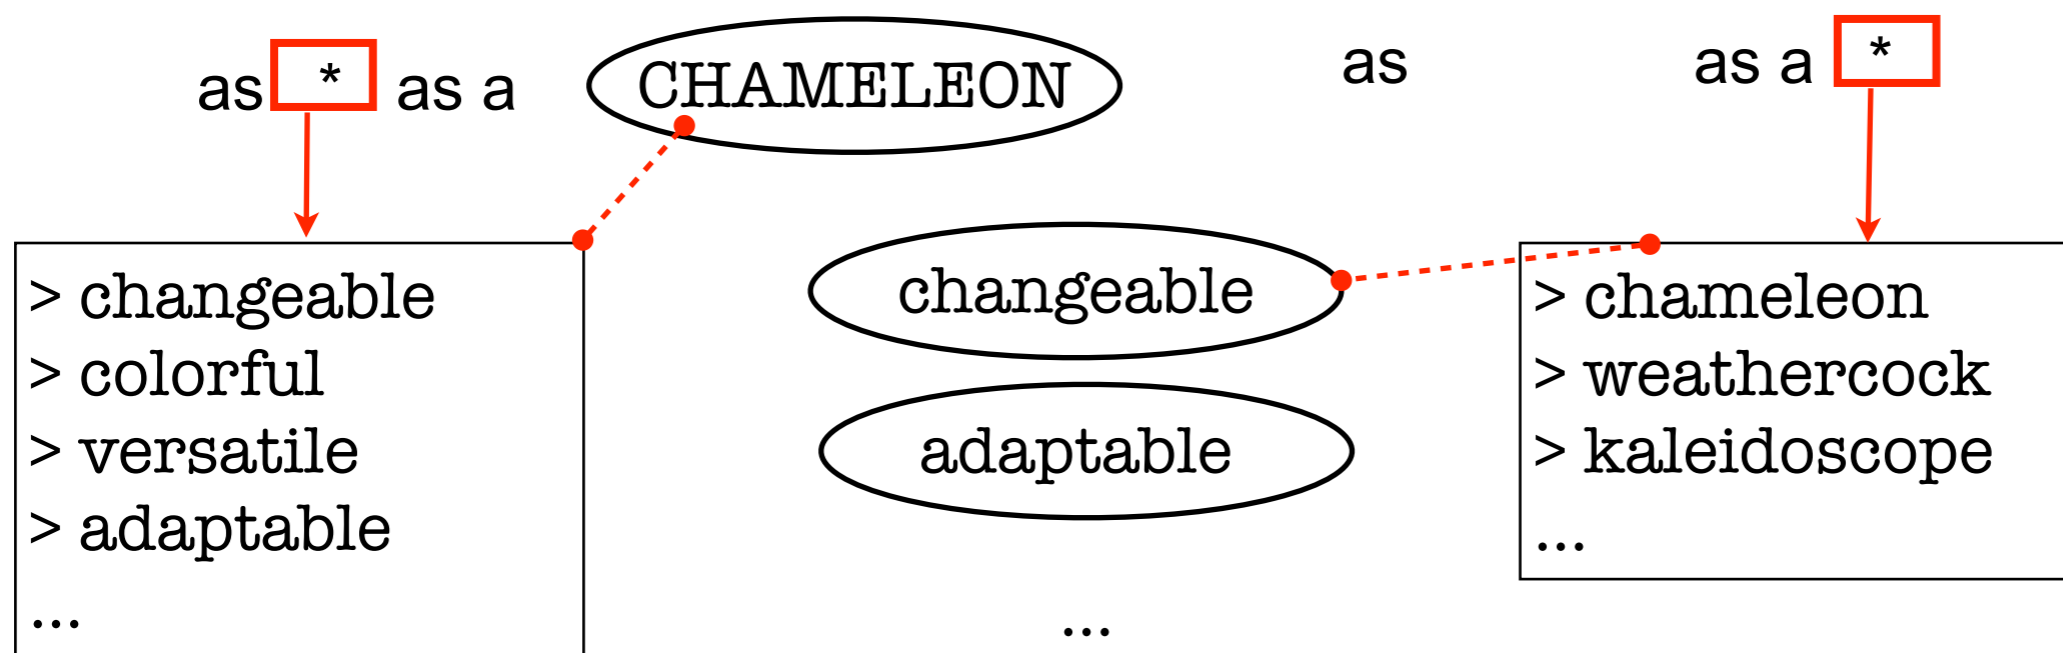 as * as a CHAMELEON
as as a *
> changeable
> colorful
> versatile
> adaptable
...
changeable
adaptable
...
> chameleon
> weathercock
> kaleidoscope
...